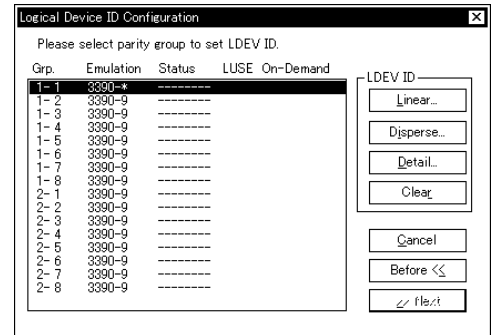 Logical Device ID Configuration
Please select parity group to set LDEV ID.
Grp. Emulation Status LUSE On-Demand
1- 1 3390-* --------
1- 2 3390-9 --------
1- 3 3390-9 --------
1- 4 3390-9 --------
1- 5 3390-9 --------
1- 6 3390-9 --------
1- 7 3390-9 --------
1- 8 3390-9 --------
2- 1 3390-9 --------
2- 2 3390-9 --------
2- 3 3390-9 --------
2- 4 3390-9 --------
2- 5 3390-9 --------
2- 6 3390-9 --------
2- 7 3390-9 --------
2- 8 3390-9 --------
LDEV ID
Linear...
Disperse...
Detail...
Clear
Cancel
Before <<
Next